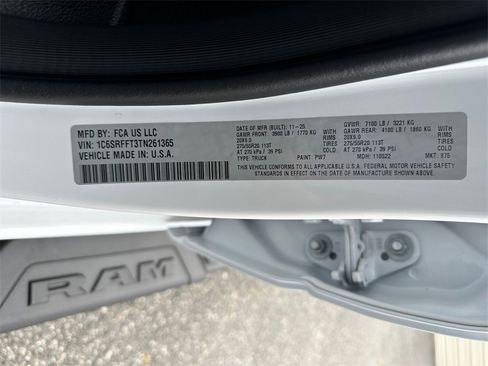 MFD BY: FCA US LLC
VIN: 1C6SRFFT3TN261365
VEHICLE MADE IN: U.S.A.
DATE OF MFR (BUILT): 11-25
GAWR FRONT: 3900 LB / 1770 KG
20X9.0
275/55R20 113T
AT 270 kPa / 39 PSI
TYPE: TRUCK PAINT: PW7
WITH RIMS
TIRES
COLD
GVWR: 7100 LB / 3221 KG
GAWR REAR: 4100 LB / 1860 KG
20X9.0
275/55R20 113T
AT 270 kPa / 39 PSI
MDH: 110522
WITH
RIMS
TIRES
COLD
MKT: X76
THIS VEHICLE CONFORMS TO ALL APPLICABLE U.S.A. FEDERAL MOTOR VEHICLE
SAFETY STANDARDS IN EFFECT ON THE DATE OF MANUFACTURE SHOWN ABOVE.
RAM